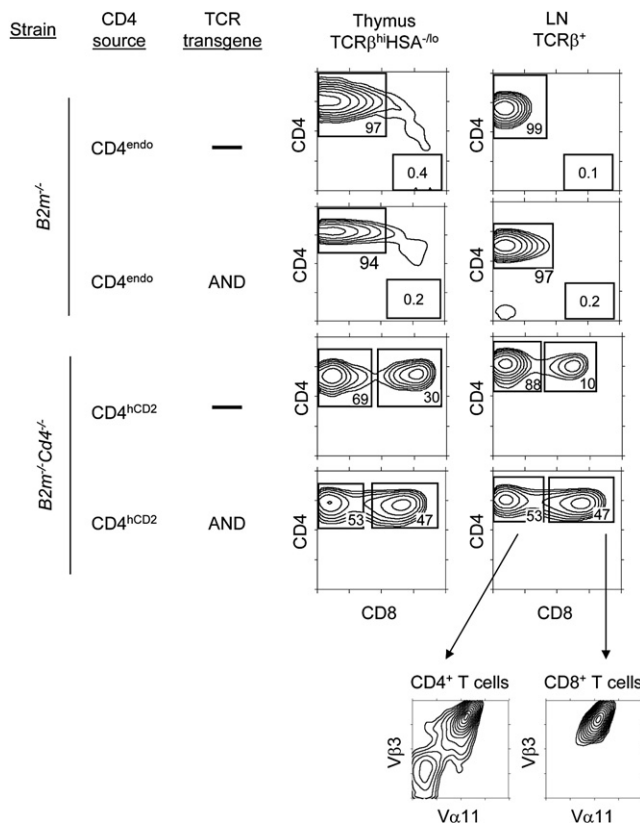 Strain CD4 source TCR transgene Thymus TCRβhiHSA-/lo LN TCRβ+
B2m-/-
CD4endo
CD4 97 0.4
CD4 99 0.1
CD4endo AND
CD4 94 0.2
CD4 97 0.2
B2m-/-Cd4-/-
CD4hCD2
CD4 69 30
CD4 88 10
CD4hCD2 AND
CD4 53 47
CD4 53 47
CD8 CD8
CD4+ T cells CD8+ T cells
Vβ3 Vβ3
Vα11 Vα11